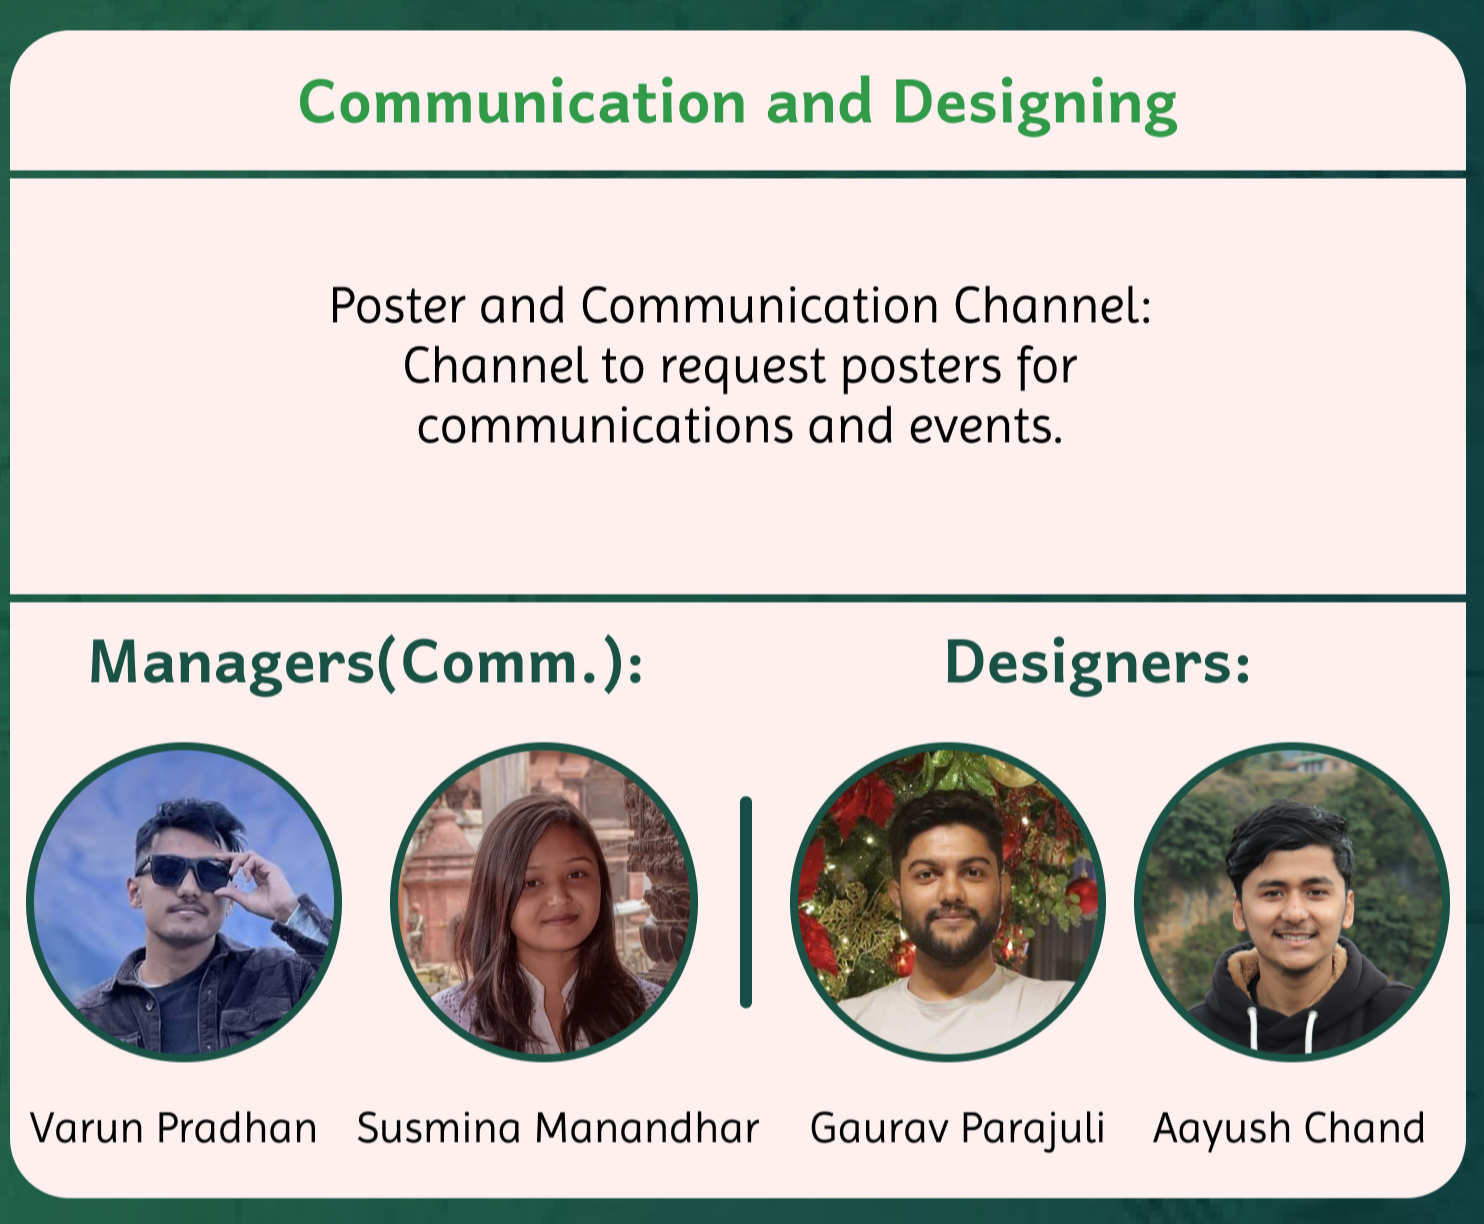 Communication and Designing
Poster and Communication Channel:
Channel to request posters for
communications and events.
Managers(Comm.):
Designers:
Varun Pradhan
Susmina Manandhar
Gaurav Parajuli
Aayush Chand